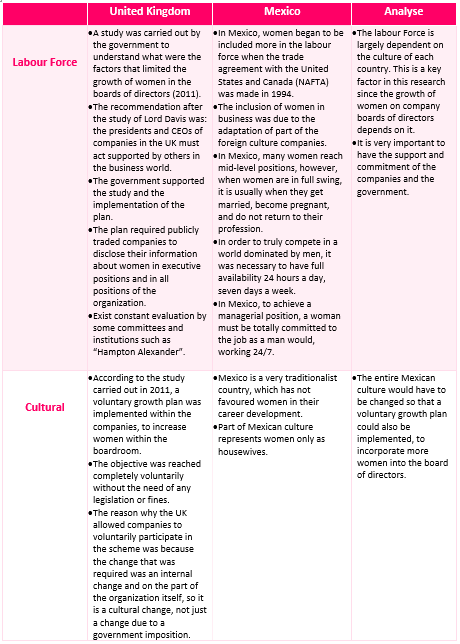 United Kingdom
Mexico
Analyse
Labour Force
•A study was carried out by
the government to
understand what were the
factors that limited the
growth of women in the
boards of directors (2011).
•The recommendation after
the study of Lord Davis was:
the presidents and CEOs of
companies in the UK must
act supported by others in
the business world.
•The government supported
the study and the
implementation of the
plan.
•The plan required publicly
traded companies to
disclose their information
about women in executive
positions and in all
positions of the
organization.
•Exist constant evaluation by
some committees and
institutions such as
“Hampton Alexander”.
•In Mexico, women began to be
included more in the labour
force when the trade
agreement with the United
States and Canada (NAFTA)
was made in 1994.
•The inclusion of women in
business was due to the
adaptation of part of the
foreign culture companies.
•In Mexico, many women reach
mid-level positions, however,
when women are in full swing,
it is usually when they get
married, become pregnant,
and do not return to their
profession.
•In order to truly compete in a
world dominated by men, it
was necessary to have full
availability 24 hours a day,
seven days a week.
•In Mexico, to achieve a
managerial position, a woman
must be totally committed to
the job as a man would,
working 24/7.
•The labour Force is
largely dependent on
the culture of each
country. This is a key
factor in this research
since the growth of
women on company
boards of directors
depends on it.
•It is very important to
have the support and
commitment of the
companies and the
government.
Cultural
•According to the study
carried out in 2011, a
voluntary growth plan was
implemented within the
companies, to increase
women within the
boardroom.
•The objective was reached
completely voluntarily
without the need of any
legislation or fines.
•The reason why the UK
allowed companies to
voluntarily participate in
the scheme was because
the change that was
required was an internal
change and on the part of
the organization itself, so it
is a cultural change, not just
a change due to a
government imposition.
•Mexico is a very traditionalist
country, which has not
favoured women in their
career development.
•Part of Mexican culture
represents women only as
housewives.
•The entire Mexican
culture would have to
be changed so that a
voluntary growth plan
could also be
implemented, to
incorporate more
women into the board
of directors.